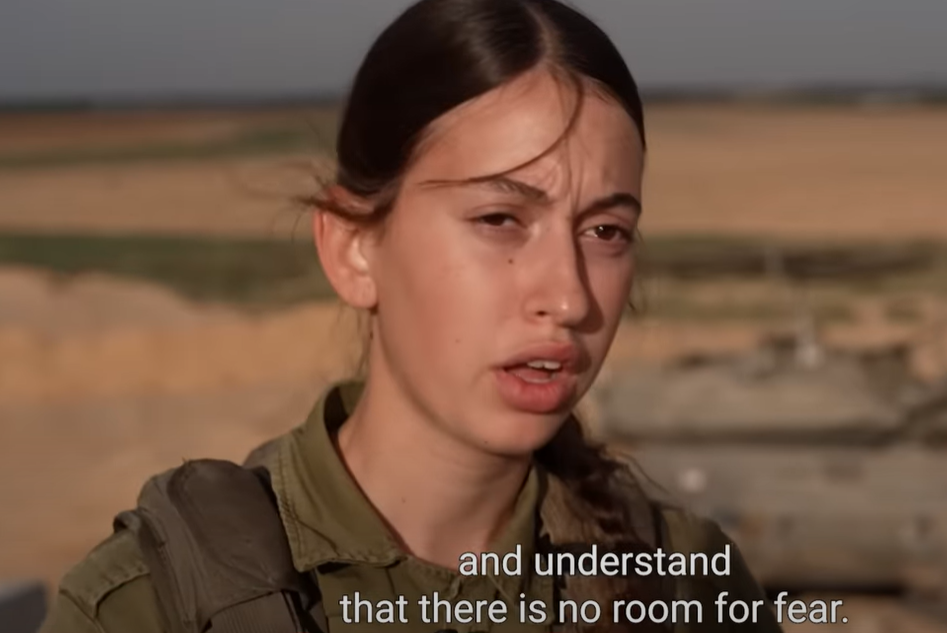 and understand
that there is no room for fear.